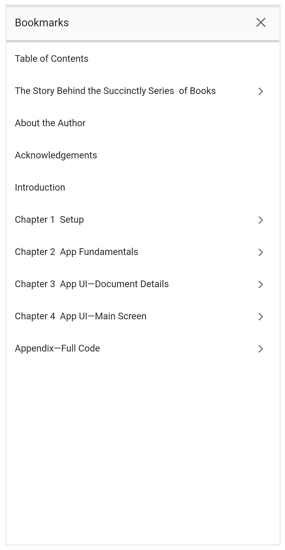 Bookmarks
Table of Contents
The Story Behind the Succinctly Series  of Books
About the Author
Acknowledgements
Introduction
Chapter 1  Setup
Chapter 2  App Fundamentals
Chapter 3  App UI—Document Details
Chapter 4  App UI—Main Screen
Appendix—Full Code